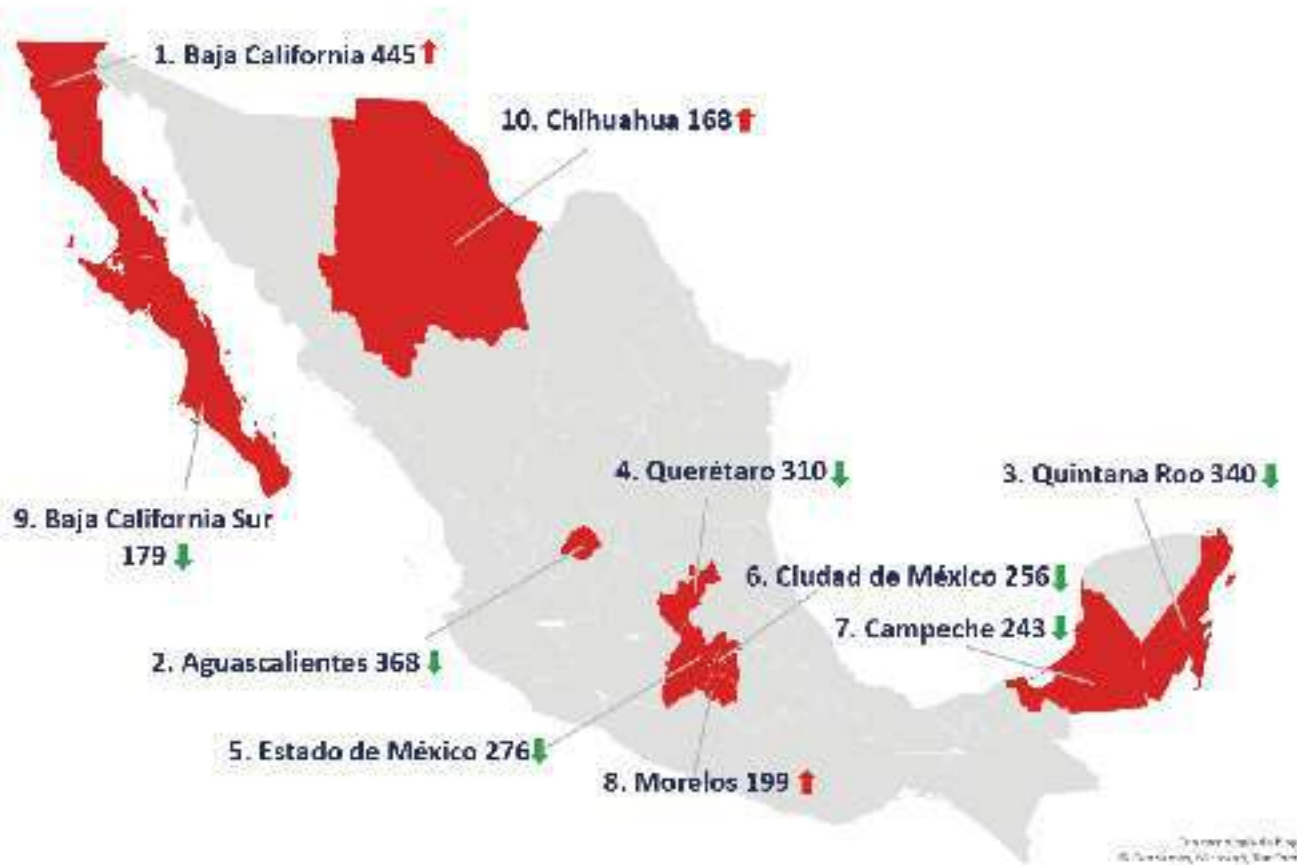 1. Baja California 445
10. Chihuahua 168
4. Querétaro 310
3. Quintana Roo 340
9. Baja California Sur
179
6. Ciudad de México 256
7. Campeche 243
2. Aguascalientes 368
5. Estado de México 276
8. Morelos 199